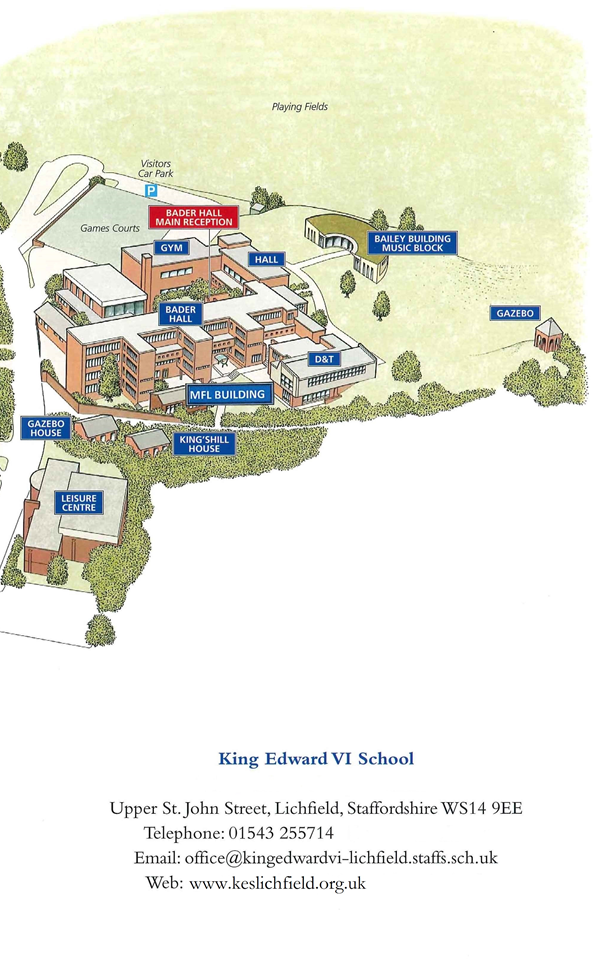 Playing Fields
Visitors
Car Park
P
BADER HALL
MAIN RECEPTION
Games Courts
GYM
HALL
BAILEY BUILDING
MUSIC BLOCK
BADER
HALL
GAZEBO
D&T
MFL BUILDING
GAZEBO
HOUSE
KING'SHILL
HOUSE
LEISURE
CENTRE
King Edward VI School
Upper St. John Street, Lichfield, Staffordshire WS14 9EE
Telephone: 01543 255714
Email: office@kingedwardvi-lichfield.staffs.sch.uk
Web: www.keslichfield.org.uk